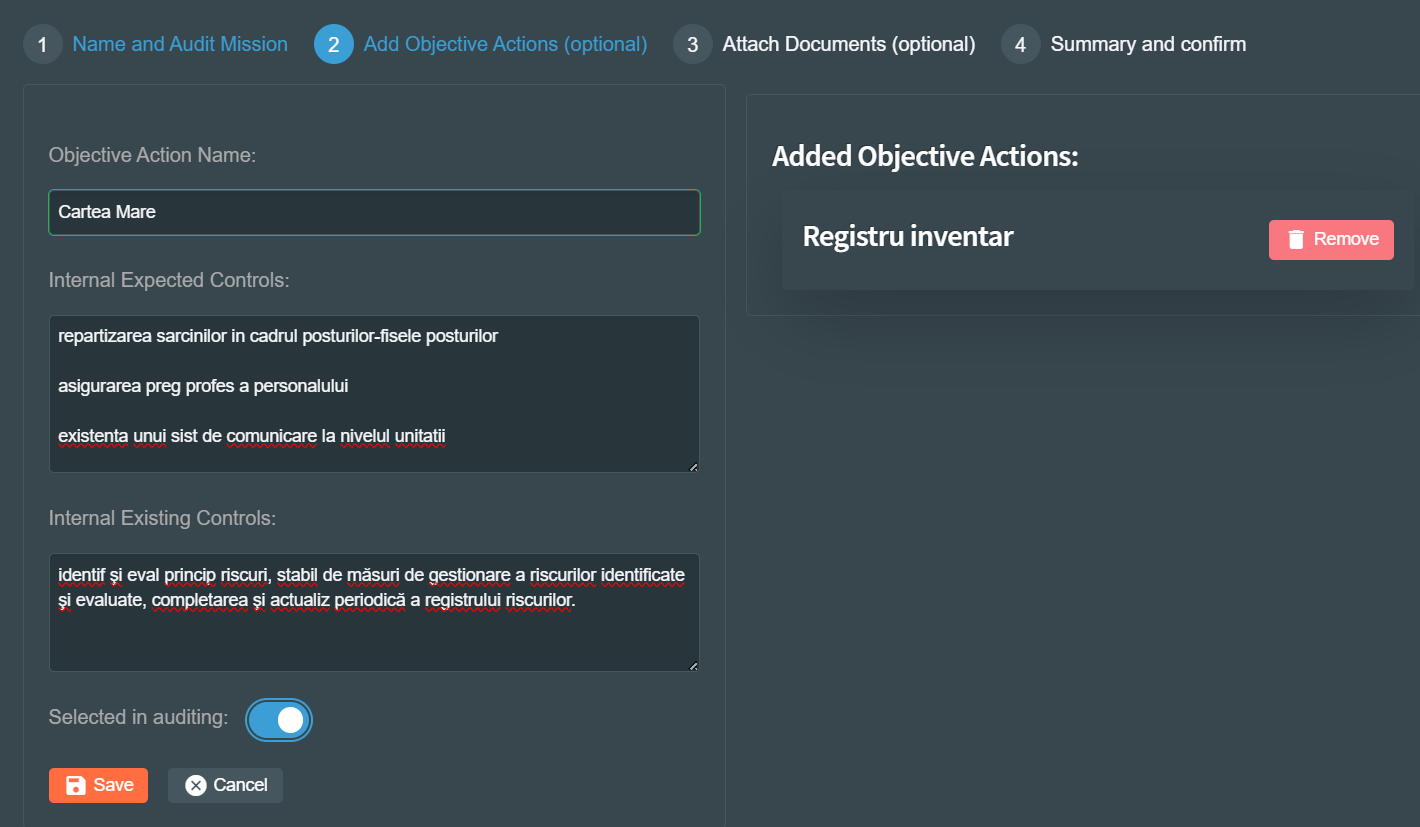 1 Name and Audit Mission 2 Add Objective Actions (optional) 3 Attach Documents (optional) 4 Summary and confirm
Objective Action Name:
Cartea Mare
Internal Expected Controls:
repartizarea sarcinilor in cadrul posturilor-fisele posturilor
asigurarea preg profes a personalului
existenta unui sist de comunicare la nivelul unitatii
Internal Existing Controls:
identif şi eval princip riscuri, stabil de măsuri de gestionare a riscurilor identificate
şi evaluate, completarea şi actualiz periodică a registrului riscurilor.
Selected in auditing:
Save Cancel
Added Objective Actions:
Registru inventar Remove